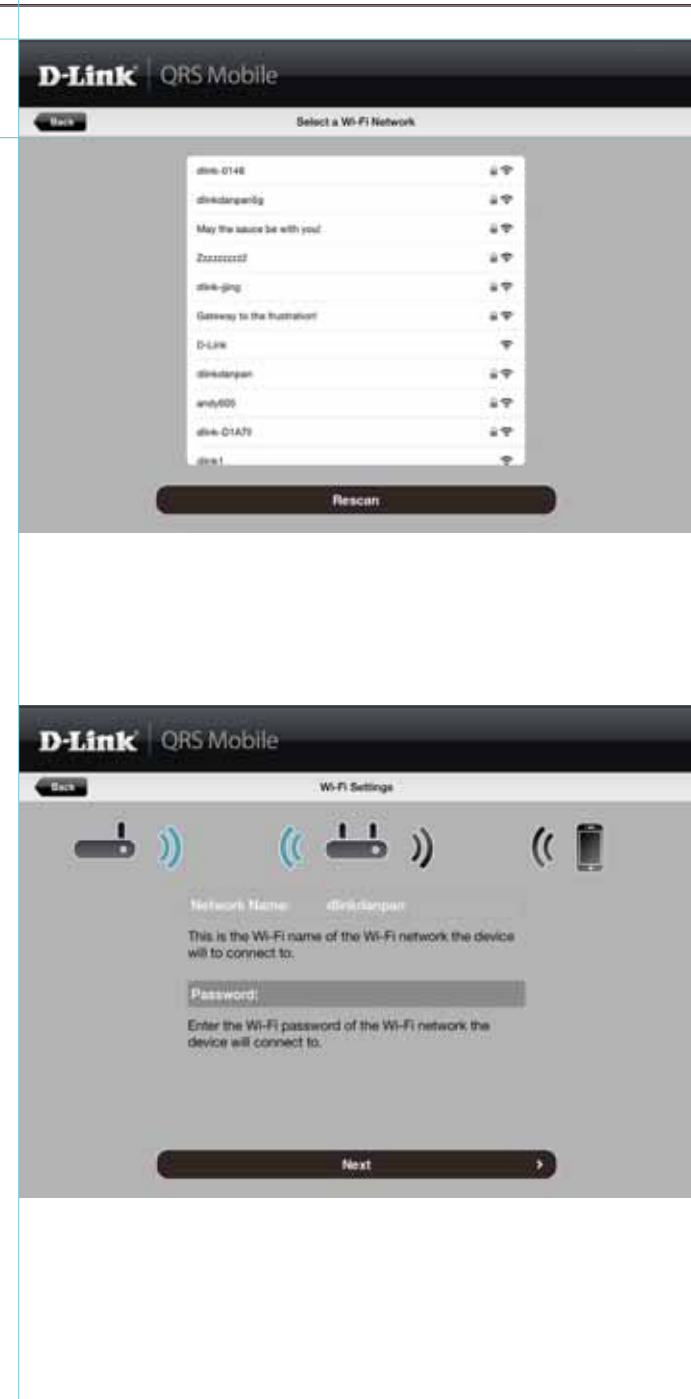 D-Link QRS Mobile
Back Select a Wi-Fi Network
dlink-0148
May the sauce be with you!
dlink-jing
Gateway to the frustration!
D-Link
dlinkdanpan
andy605
dlink1
Rescan
D-Link QRS Mobile
Back Wi-Fi Settings
Network Name: dlinkdanpan
This is the Wi-Fi name of the Wi-Fi network the device
will to connect to.
Password:
Enter the Wi-Fi password of the Wi-Fi network the
device will connect to.
Next